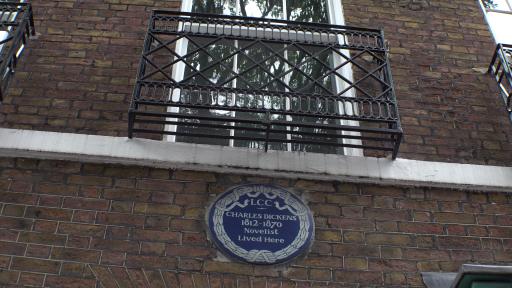 LCC
CHARLES DICKENS
1812-1870
Novelist
Lived Here